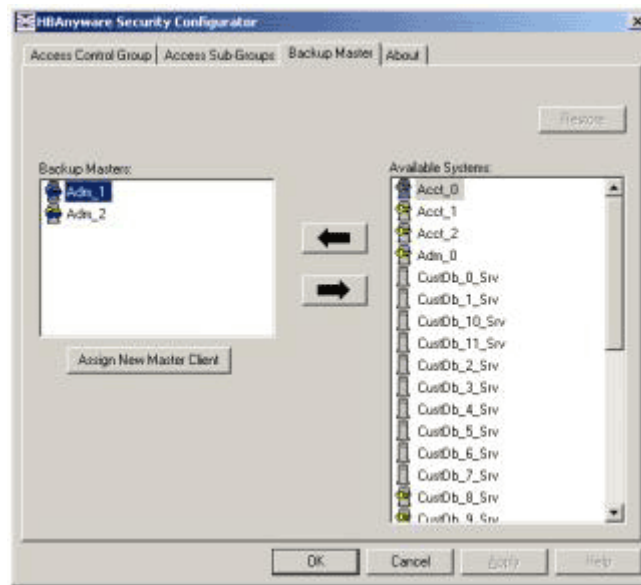 HBAnyware Security Configurator
Access Control Group
Access Sub-Groups
Backup Master
About
Restore
Backup Masters:
Adm_1
Adm_2
Assign New Master Client
Available Systems:
Acct_0
Acct_1
Acct_2
Adm_0
CustDb_0_Srv
CustDb_1_Srv
CustDb_10_Srv
CustDb_11_Srv
CustDb_2_Srv
CustDb_3_Srv
CustDb_4_Srv
CustDb_5_Srv
CustDb_6_Srv
CustDb_7_Srv
CustDb_8_Srv
CustDb_9_Srv
OK
Cancel
Apply
Help